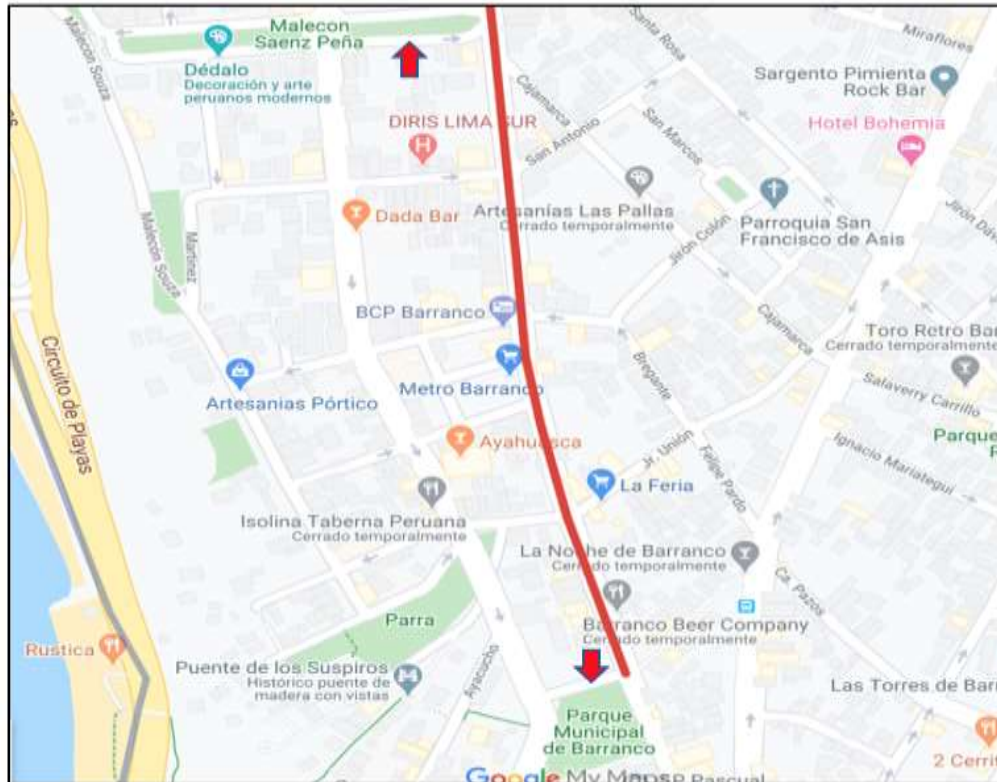 Malecon
Saenz Peña
Dédalo
Decoración y arte
peruanos modernos
Malecon Souza
Santa Rosa
Miraflores
Sargento Pimienta
Rock Bar
Hotel Bohemia
Cajamarca
DIRIS LIMA SUR
San Antonio
San Marcos
Dada Bar
Artesanías Las Pallas
Cerrado temporalmente
Parroquia San
Francisco de Asis
Jirón Colón
Martinez
Malecon Souza
BCP Barranco
Cajamarca
Toro Retro Bar
Cerrado temporalmente
Circuito de Playas
Metro Barranco
Bregante
Artesanias Pórtico
Salaverry Carrillo
Parque
Ayahuasca
Jr. Unión
Ignacio Mariategui
La Feria
Felipe Pardo
Isolina Taberna Peruana
Cerrado temporalmente
La Noche de Barranco
Cerrado temporalmente
Ca. Pazos
Parra
Barranco Beer Company
Cerrado temporalmente
Rustica
Puente de los Suspiros
Histórico puente de
madera con vistas
Ayacucho
Las Torres de Barr
Parque
Municipal
de Barranco
2 Cerri
Google My Maps
P Pascual